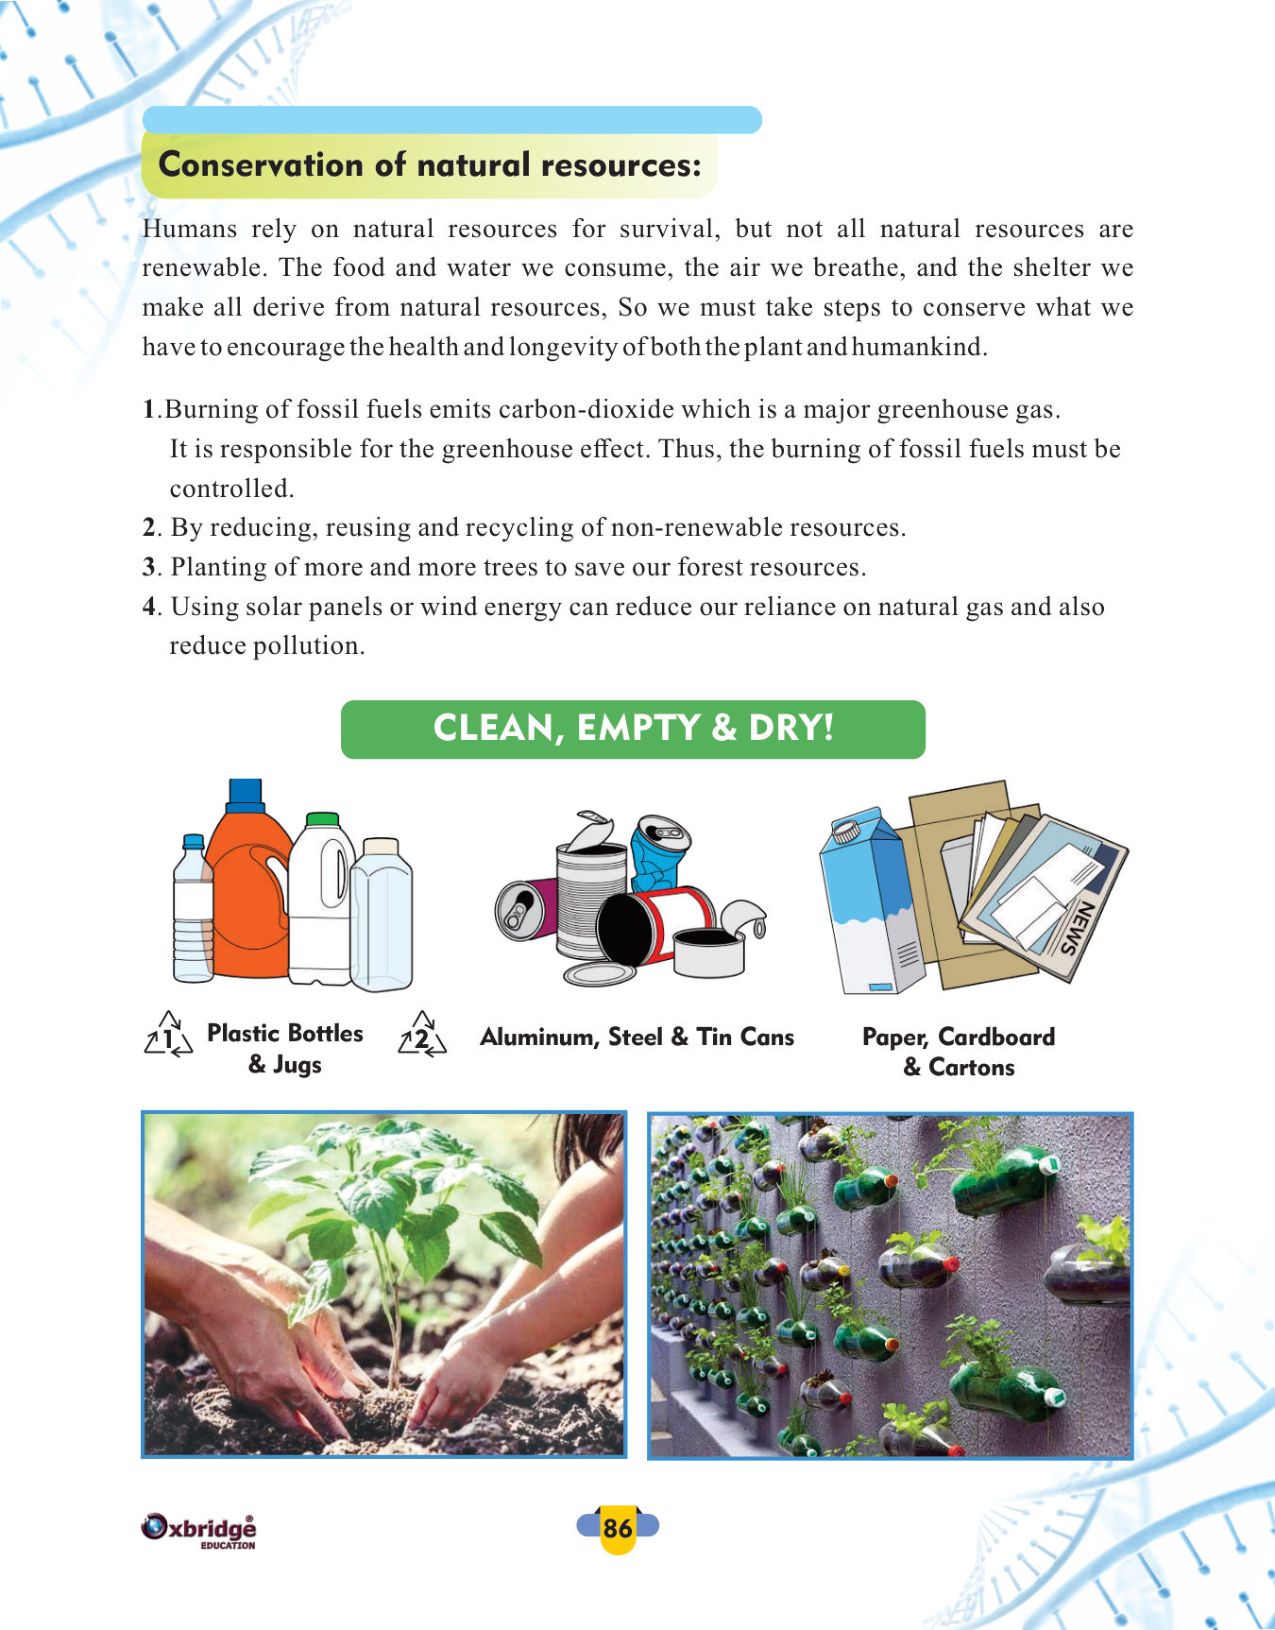 Conservation of natural resources:
Humans rely on natural resources for survival, but not all natural resources are
renewable. The food and water we consume, the air we breathe, and the shelter we
make all derive from natural resources, So we must take steps to conserve what we
have to encourage the health and longevity of both the plant and humankind.
1.Burning of fossil fuels emits carbon-dioxide which is a major greenhouse gas.
It is responsible for the greenhouse effect. Thus, the burning of fossil fuels must be
controlled.
2. By reducing, reusing and recycling of non-renewable resources.
3. Planting of more and more trees to save our forest resources.
4. Using solar panels or wind energy can reduce our reliance on natural gas and also
reduce pollution.
CLEAN, EMPTY & DRY!
NEWS
1 Plastic Bottles
& Jugs
2
Aluminum, Steel & Tin Cans
Paper, Cardboard
& Cartons
Oxbridge®
EDUCATION
86